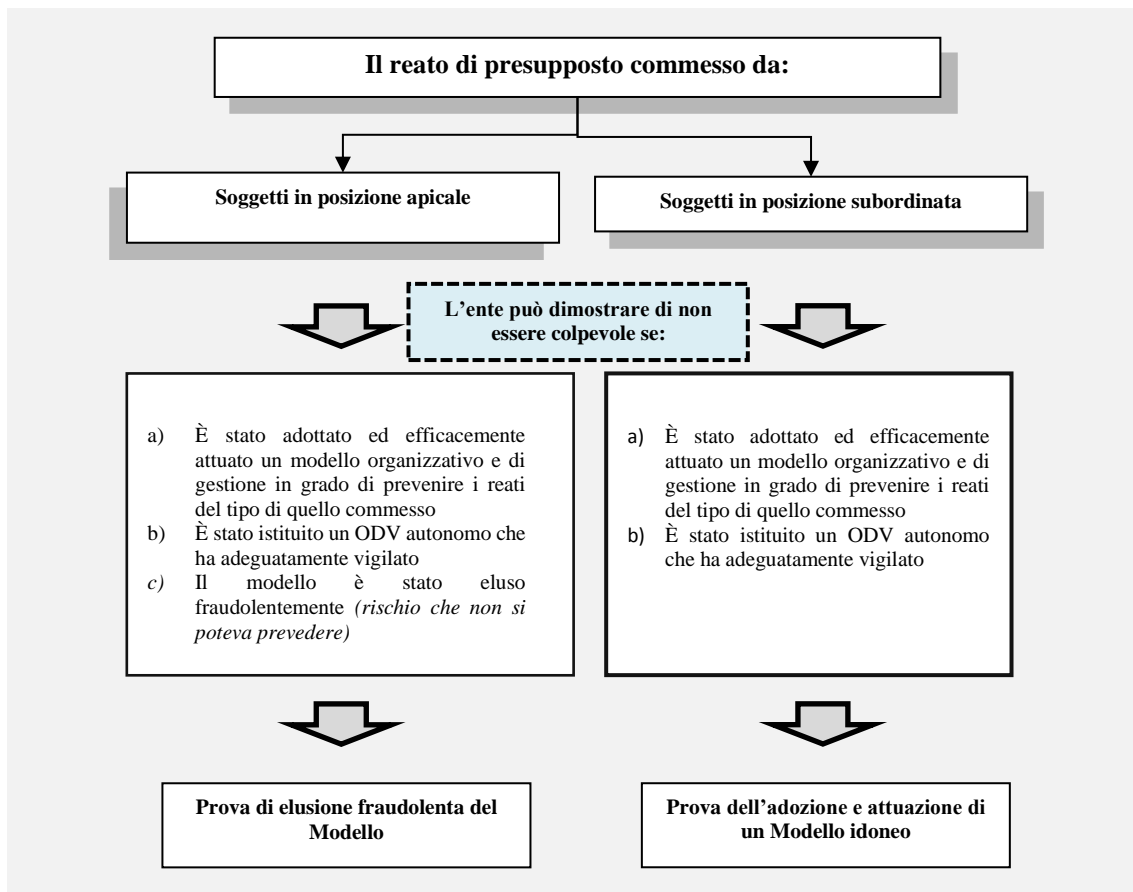 Il reato di presupposto commesso da:
Soggetti in posizione apicale
Soggetti in posizione subordinata
L'ente può dimostrare di non
essere colpevole se:
a) È stato adottato ed efficacemente
attuato un modello organizzativo e di
gestione in grado di prevenire i reati
del tipo di quello commesso
b) È stato istituito un ODV autonomo che
ha adeguatamente vigilato
c) Il modello è stato eluso
fraudolentemente (rischio che non si
poteva prevedere)
a) È stato adottato ed efficacemente
attuato un modello organizzativo e di
gestione in grado di prevenire i reati
del tipo di quello commesso
b) È stato istituito un ODV autonomo
che ha adeguatamente vigilato
Prova di elusione fraudolenta del
Modello
Prova dell'adozione e attuazione di
un Modello idoneo